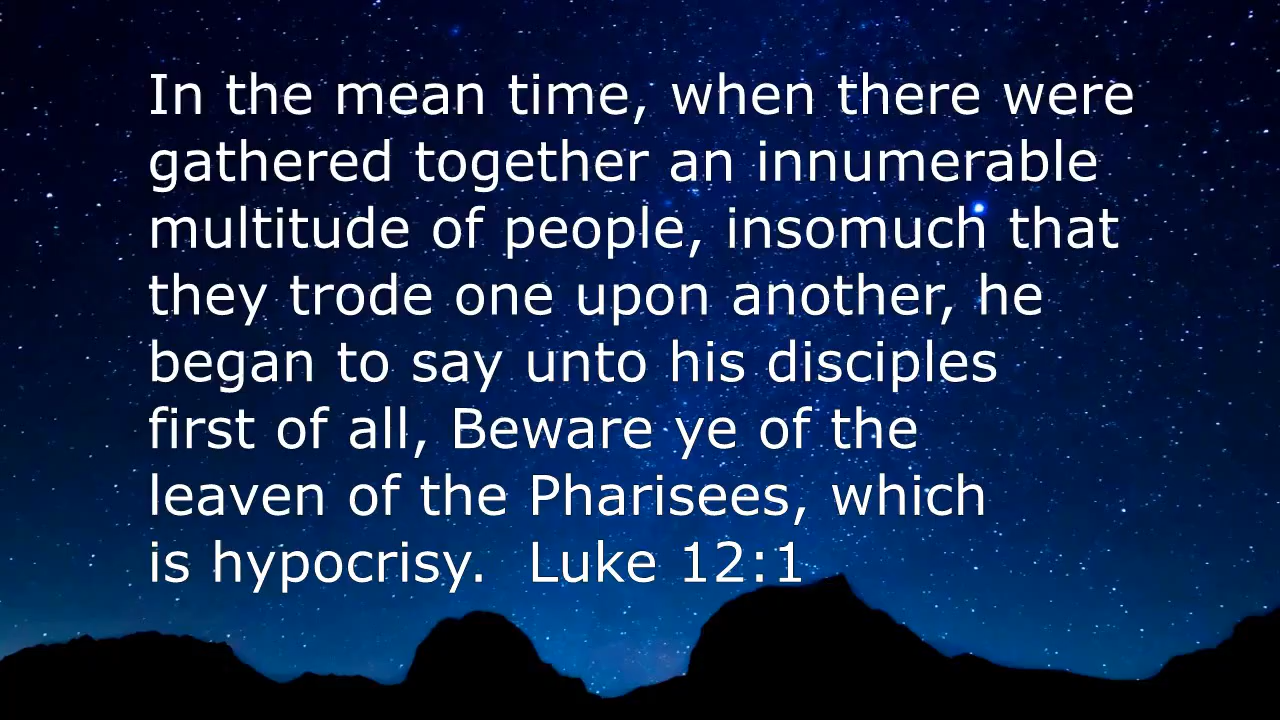 In the mean time, when there were
gathered together an innumerable
multitude of people, insomuch that
they trode one upon another, he
began to say unto his disciples
first of all, Beware ye of the
leaven of the Pharisees, which
is hypocrisy.  Luke 12:1